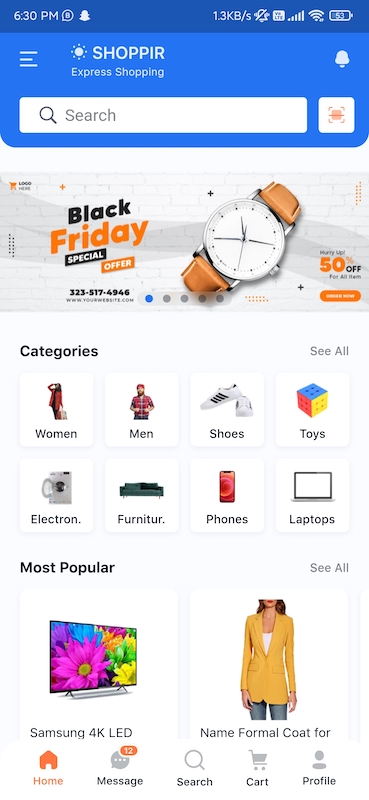 6:30 PM
1.3KB/s
53
SHOPPIR
Express Shopping
Search
LOGO
HERE
Black
Friday
SPECIAL
OFFER
323-517-4946
WWW.YOURWEBSITE.COM
Hurry Up!
50% OFF
For All Item
ORDER NOW
Categories
See All
Women
Men
Shoes
Toys
Electron.
Furnitur.
Phones
Laptops
Most Popular
See All
Samsung 4K LED
Name Formal Coat for
12
Home
Message
Search
Cart
Profile